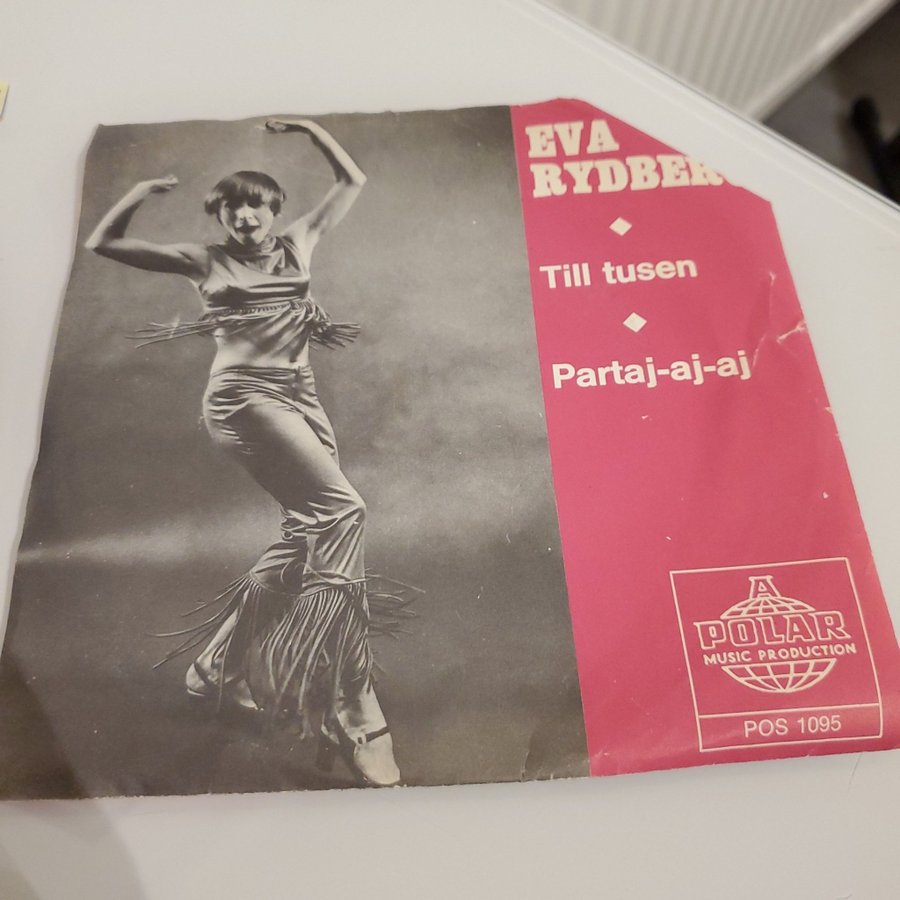 EVA
RYDBER
Till tusen
Partaj-aj-aj
A
POLAR
MUSIC PRODUCTION
POS 1095